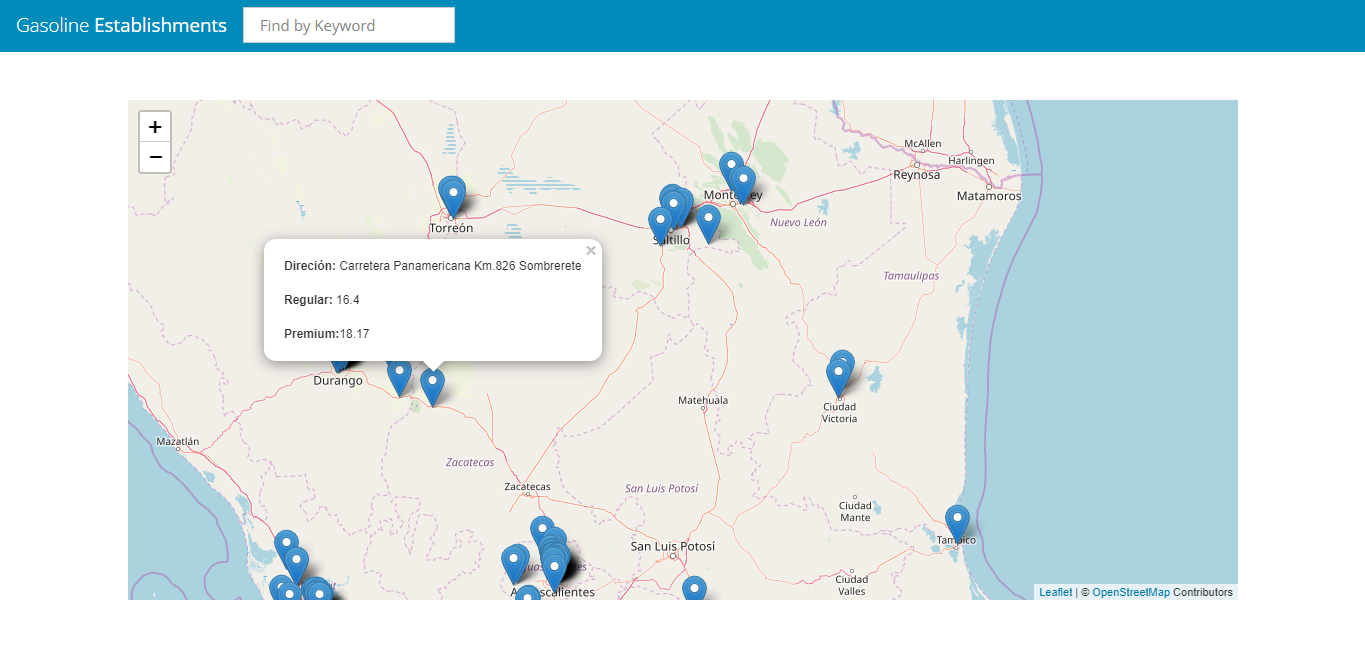 Gasoline Establishments
Find by Keyword
+
−
McAllen
Harlingen
Reynosa
Matamoros
Monterrey
Nuevo León
Torreón
Saltillo
×
Direción: Carretera Panamericana Km.826 Sombrerete
Tamaulipas
Regular: 16.4
Premium:18.17
Durango
Matehuala
Ciudad
Victoria
Mazatlán
Zacatecas
Zacatecas
San Luis Potosí
Ciudad
Mante
Tampico
San Luis Potosí
Aguascalientes
Ciudad
Valles
Aguascalientes
Leaflet | © OpenStreetMap Contributors